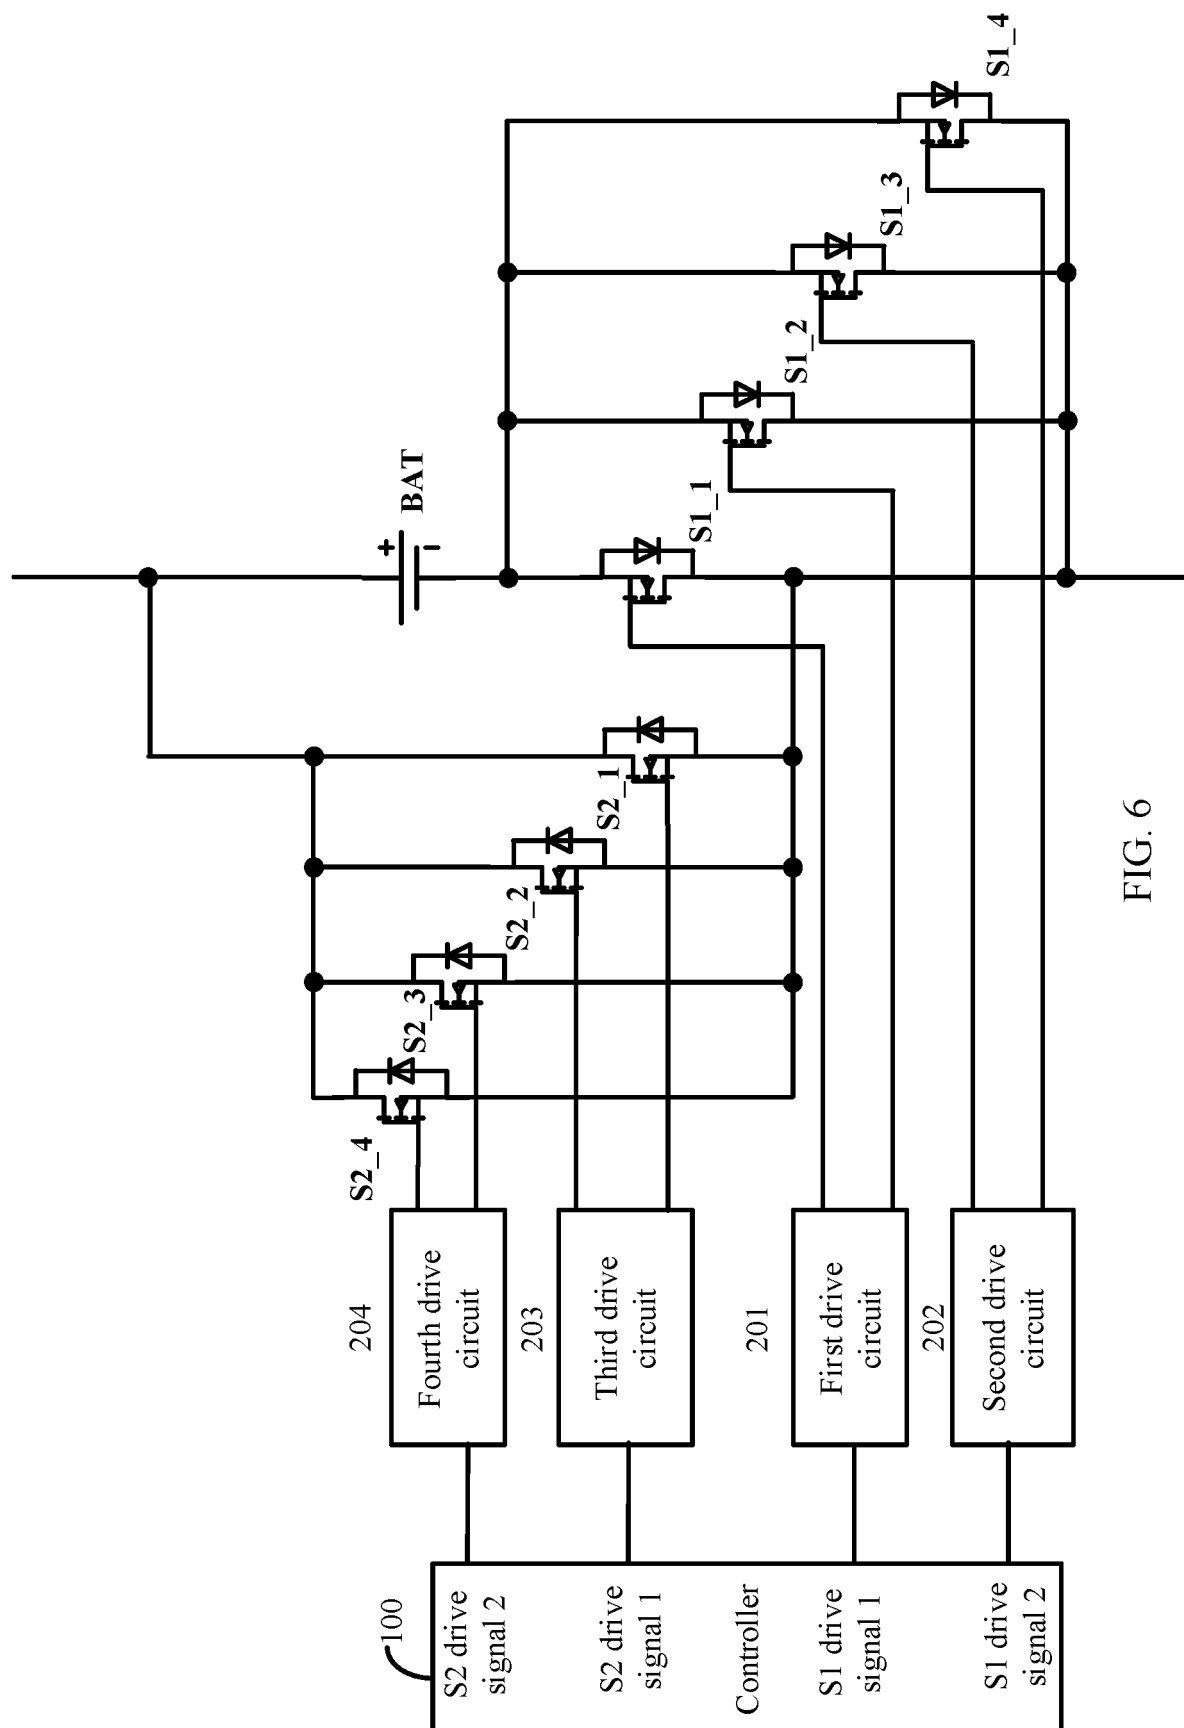 100
S2 drive
signal 2
S2 drive
signal 1
Controller
S1 drive
signal 1
S1 drive
signal 2
204
Fourth drive
circuit
203
Third drive
circuit
201
First drive
circuit
202
Second drive
circuit
S2_4
S2_3
S2_2
S2_1
+
BAT
−
S1_1
S1_2
S1_3
S1_4
FIG. 6